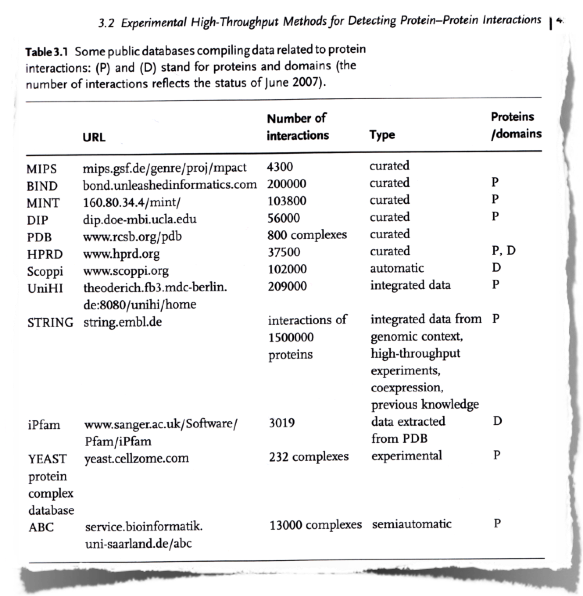 3.2 Experimental High-Throughput Methods for Detecting Protein–Protein Interactions
Table 3.1 Some public databases compiling data related to protein
interactions: (P) and (D) stand for proteins and domains (the
number of interactions reflects the status of June 2007).
URL Number of interactions Type Proteins /domains
MIPS mips.gsf.de/genre/proj/mpact 4300 curated
BIND bond.unleashedinformatics.com 200000 curated P
MINT 160.80.34.4/mint/ 103800 curated P
DIP dip.doe-mbi.ucla.edu 56000 curated P
PDB www.rcsb.org/pdb 800 complexes curated
HPRD www.hprd.org 37500 curated P, D
Scoppi www.scoppi.org 102000 automatic D
UniHI theoderich.fb3.mdc-berlin. 209000 integrated data P
de:8080/unihi/home
STRING string.embl.de interactions of integrated data from P
1500000 genomic context,
proteins high-throughput
experiments,
coexpression,
previous knowledge
iPfam www.sanger.ac.uk/Software/ 3019 data extracted D
Pfam/iPfam from PDB
YEAST yeast.cellzome.com 232 complexes experimental P
protein
complex
database
ABC service.bioinformatik. 13000 complexes semiautomatic P
uni-saarland.de/abc